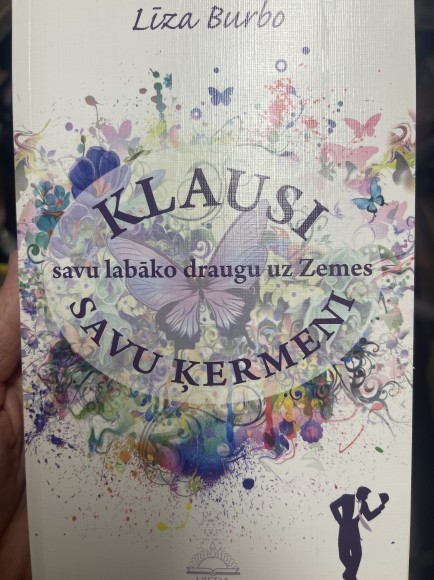 Līza Burbo
KLAUSI
savu labāko draugu uz Zemes
SAVU ĶERMENI